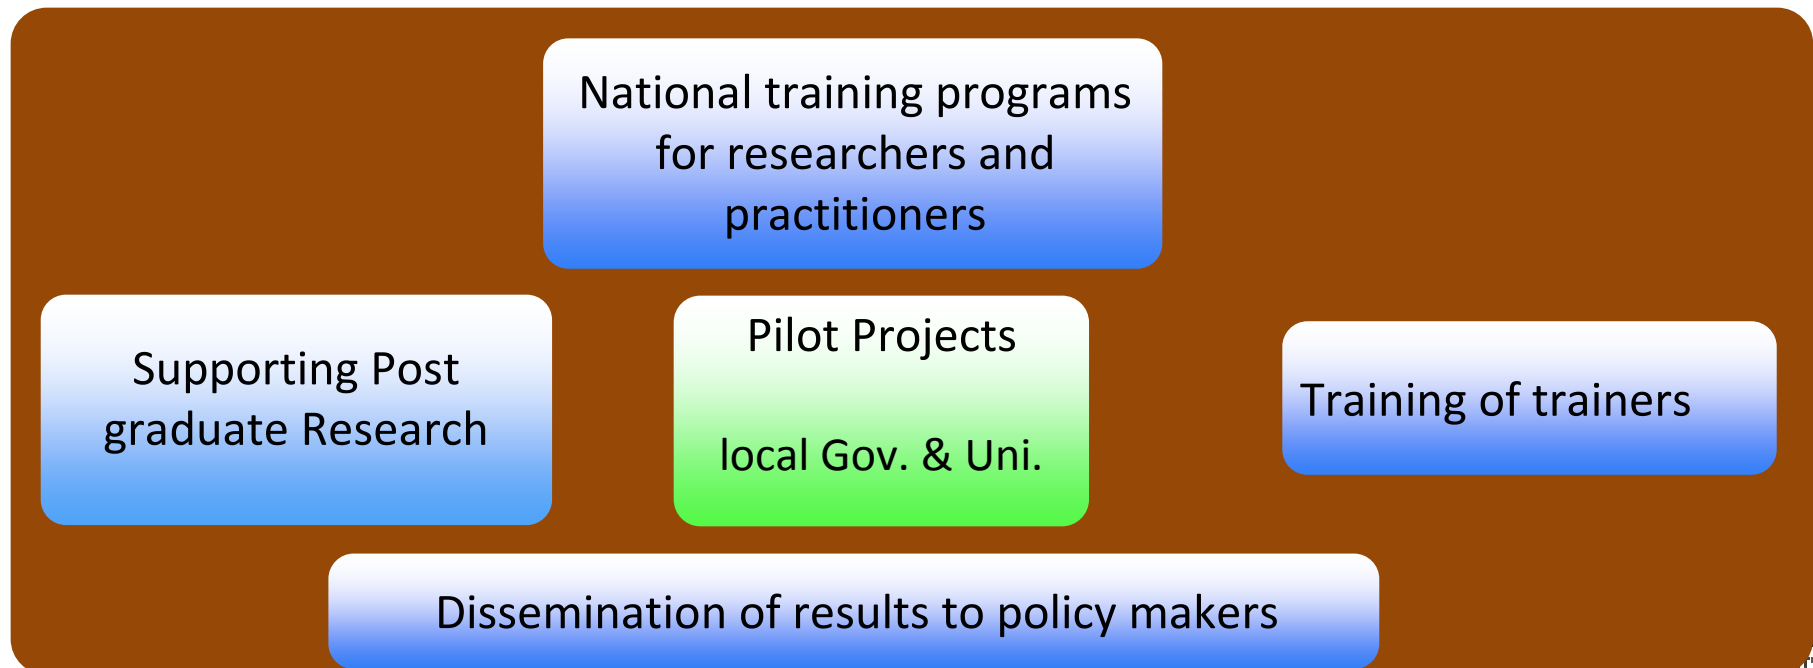 National training programs
for researchers and
practitioners
Supporting Post
graduate Research
Pilot Projects
local Gov. & Uni.
Training of trainers
Dissemination of results to policy makers